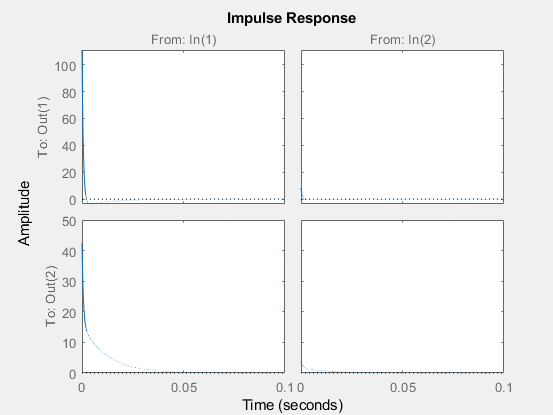 Impulse Response
From: In(1)
From: In(2)
To: Out(1)
100
80
60
40
20
0
Amplitude
To: Out(2)
50
40
30
20
10
0
0
0.05
0.1
0
0.05
0.1
Time (seconds)